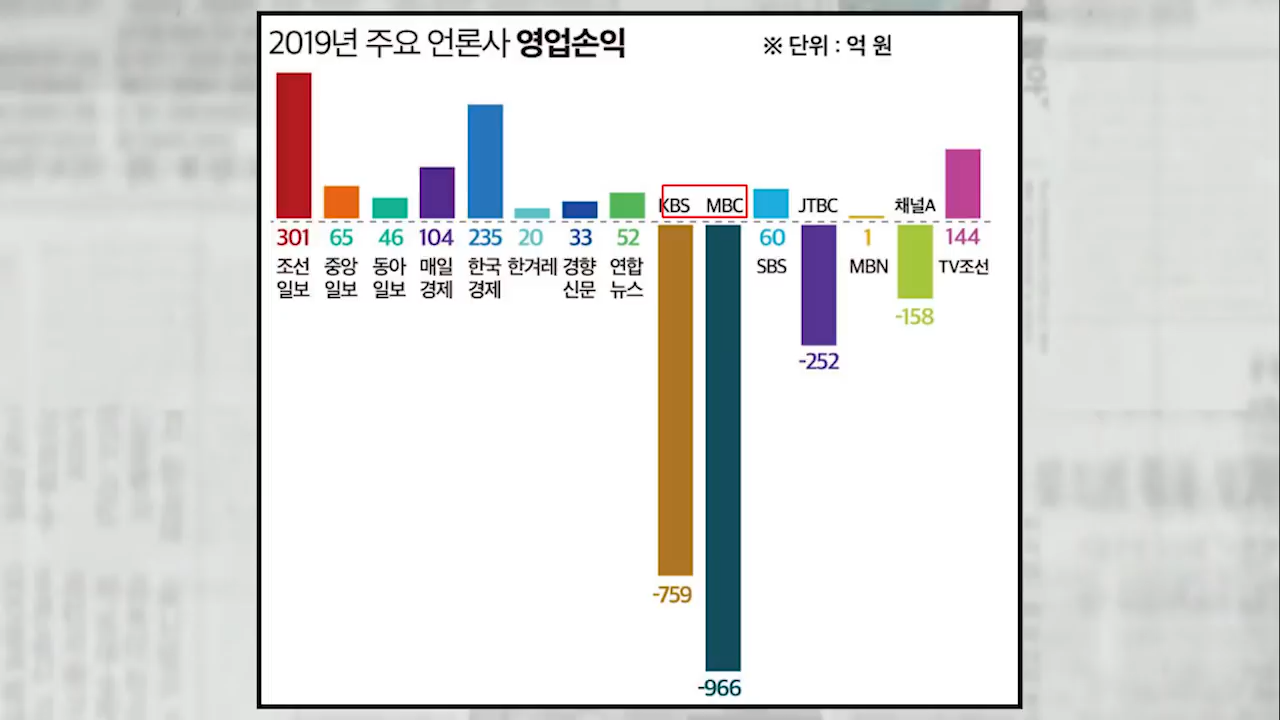 2019년 주요 언론사 영업손익
※ 단위 : 억 원
KBS MBC JTBC 채널A
301 65 46 104 235 20 33 52 60 1 144
조선 중앙 동아 매일 한국 한겨레 경향 연합 SBS MBN TV조선
일보 일보 일보 경제 경제 신문 뉴스
-158
-252
-759
-966